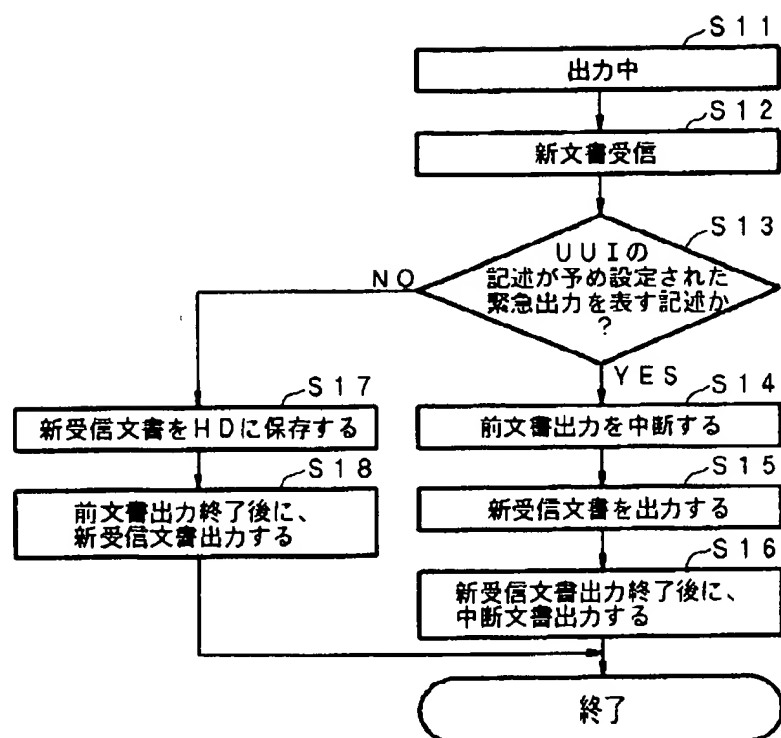 S11
出力中
S12
新文書受信
S13
UUIの
記述が予め設定された
緊急出力を表す記述か
?
NO
YES
S14
前文書出力を中断する
S15
新受信文書を出力する
S16
新受信文書出力終了後に、
中断文書出力する
S17
新受信文書をHDに保存する
S18
前文書出力終了後に、
新受信文書出力する
終了